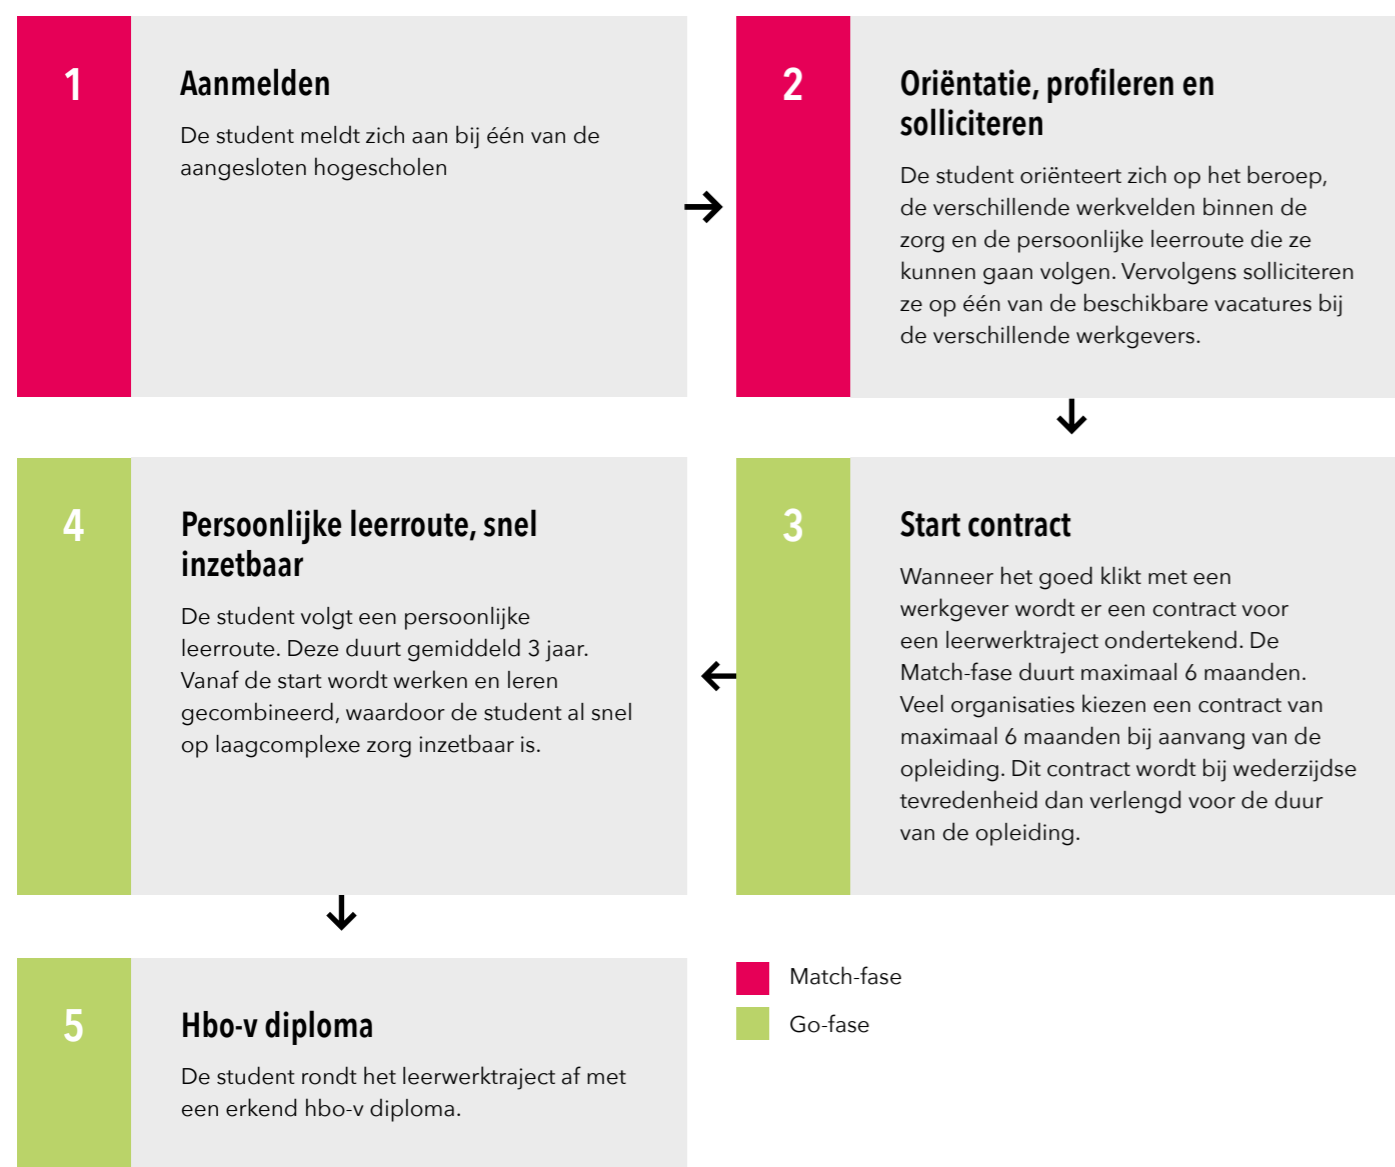 1
Aanmelden
De student meldt zich aan bij één van de
aangesloten hogescholen
2
Oriëntatie, profileren en
solliciteren
De student oriënteert zich op het beroep,
de verschillende werkvelden binnen de
zorg en de persoonlijke leerroute die ze
kunnen gaan volgen. Vervolgens solliciteren
ze op één van de beschikbare vacatures bij
de verschillende werkgevers.
3
Start contract
Wanneer het goed klikt met een
werkgever wordt er een contract voor
een leerwerktraject ondertekend. De
Match-fase duurt maximaal 6 maanden.
Veel organisaties kiezen een contract van
maximaal 6 maanden bij aanvang van de
opleiding. Dit contract wordt bij wederzijdse
tevredenheid dan verlengd voor de duur
van de opleiding.
4
Persoonlijke leerroute, snel
inzetbaar
De student volgt een persoonlijke
leerroute. Deze duurt gemiddeld 3 jaar.
Vanaf de start wordt werken en leren
gecombineerd, waardoor de student al snel
op laagcomplexe zorg inzetbaar is.
5
Hbo-v diploma
De student rondt het leerwerktraject af met
een erkend hbo-v diploma.
Match-fase
Go-fase